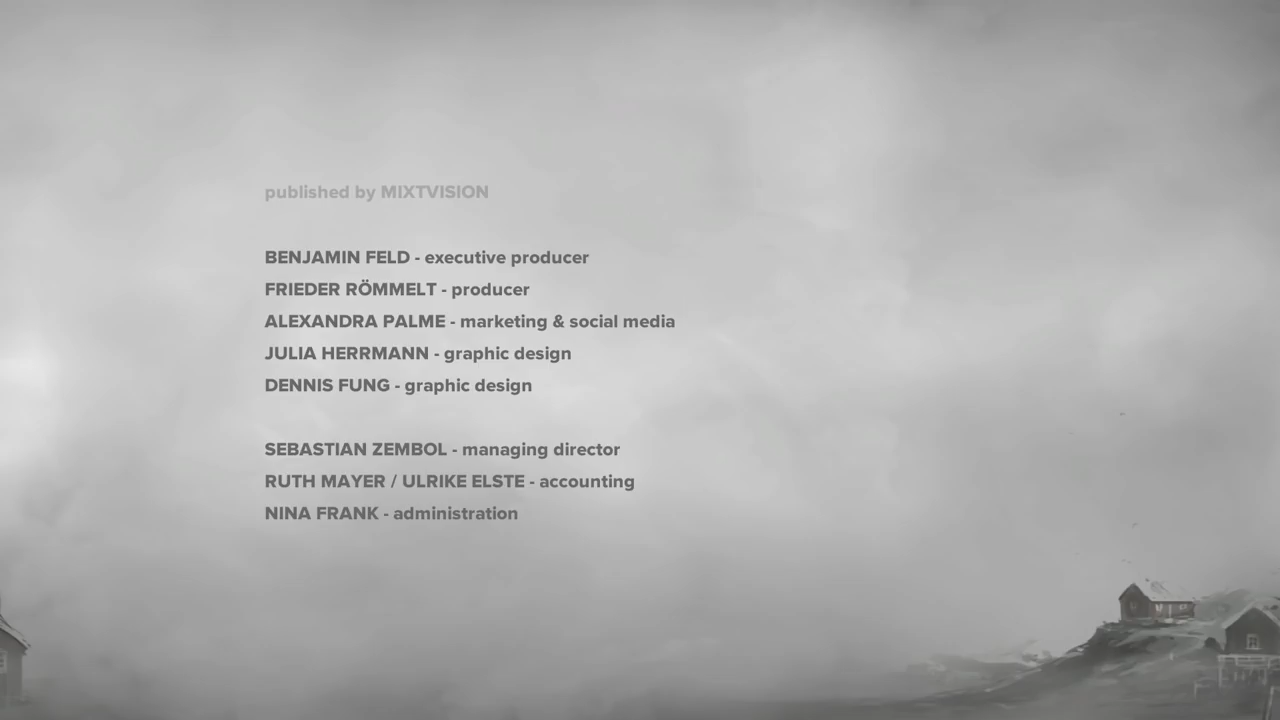 published by MIXTVISION
BENJAMIN FELD - executive producer
FRIEDER RÖMMELT - producer
ALEXANDRA PALME - marketing & social media
JULIA HERRMANN - graphic design
DENNIS FUNG - graphic design
SEBASTIAN ZEMBOL - managing director
RUTH MAYER / ULRIKE ELSTE - accounting
NINA FRANK - administration